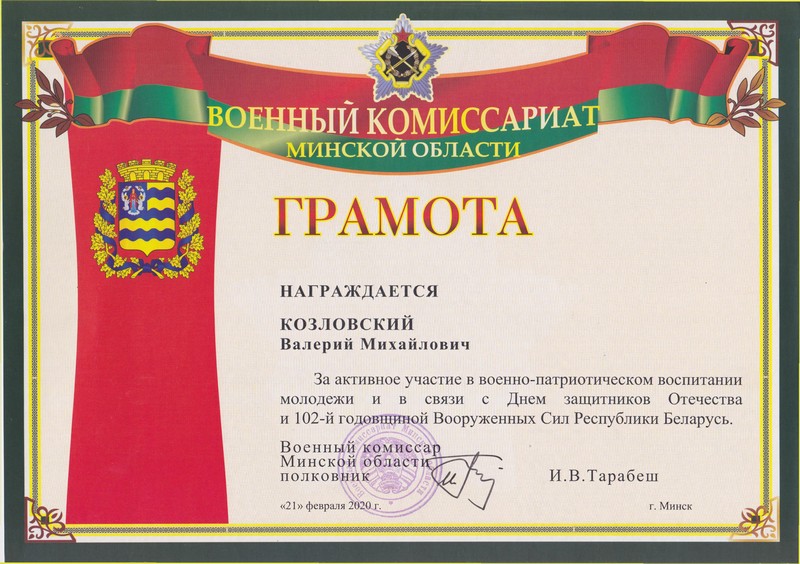 ВОЕННЫЙ КОМИССАРИАТ
МИНСКОЙ ОБЛАСТИ
ГРАМОТА
НАГРАЖДАЕТСЯ
КОЗЛОВСКИЙ
Валерий Михайлович
За активное участие в военно-патриотическом воспитании
молодежи и в связи с Днем защитников Отечества
и 102-й годовщиной Вооруженных Сил Республики Беларусь.
Военный комиссар
Минской области
полковник
И.В.Тарабеш
«21» февраля 2020 г.
г. Минск